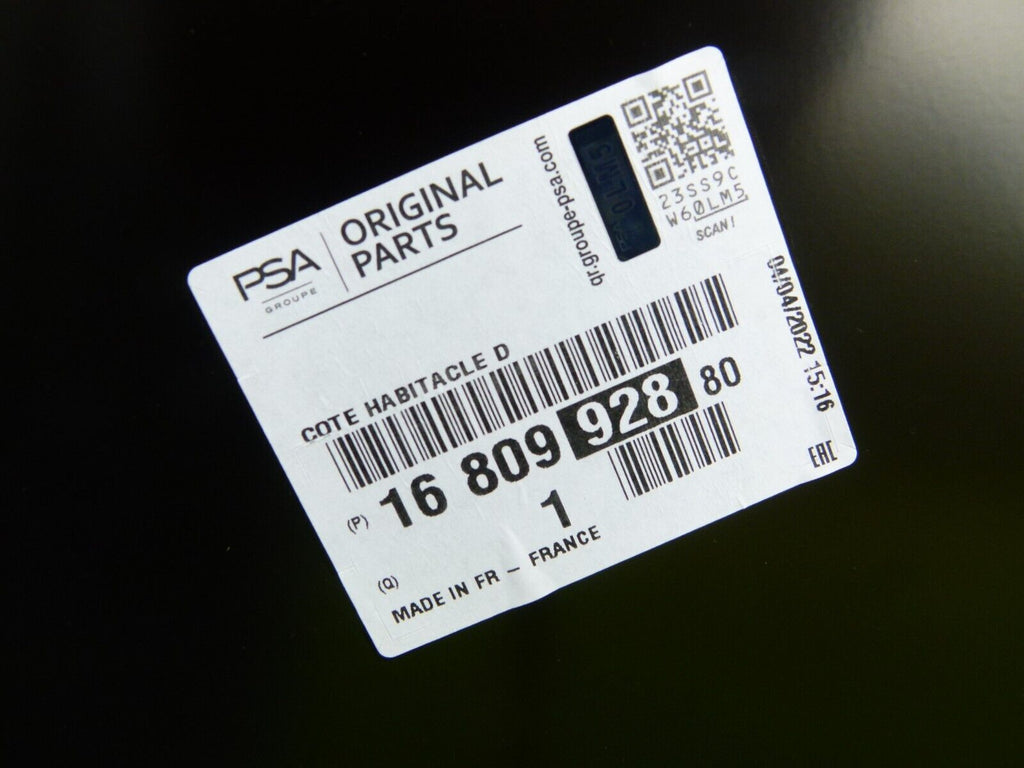 PSA
GROUPE
ORIGINAL
PARTS
qr.groupe-psa.com
23SS9C
W60LM5
SCAN!
COTE HABITACLE D
(P) 16 809 928 80
(Q) 1
MADE IN FR – FRANCE
04/04/2022 15:16
EAC